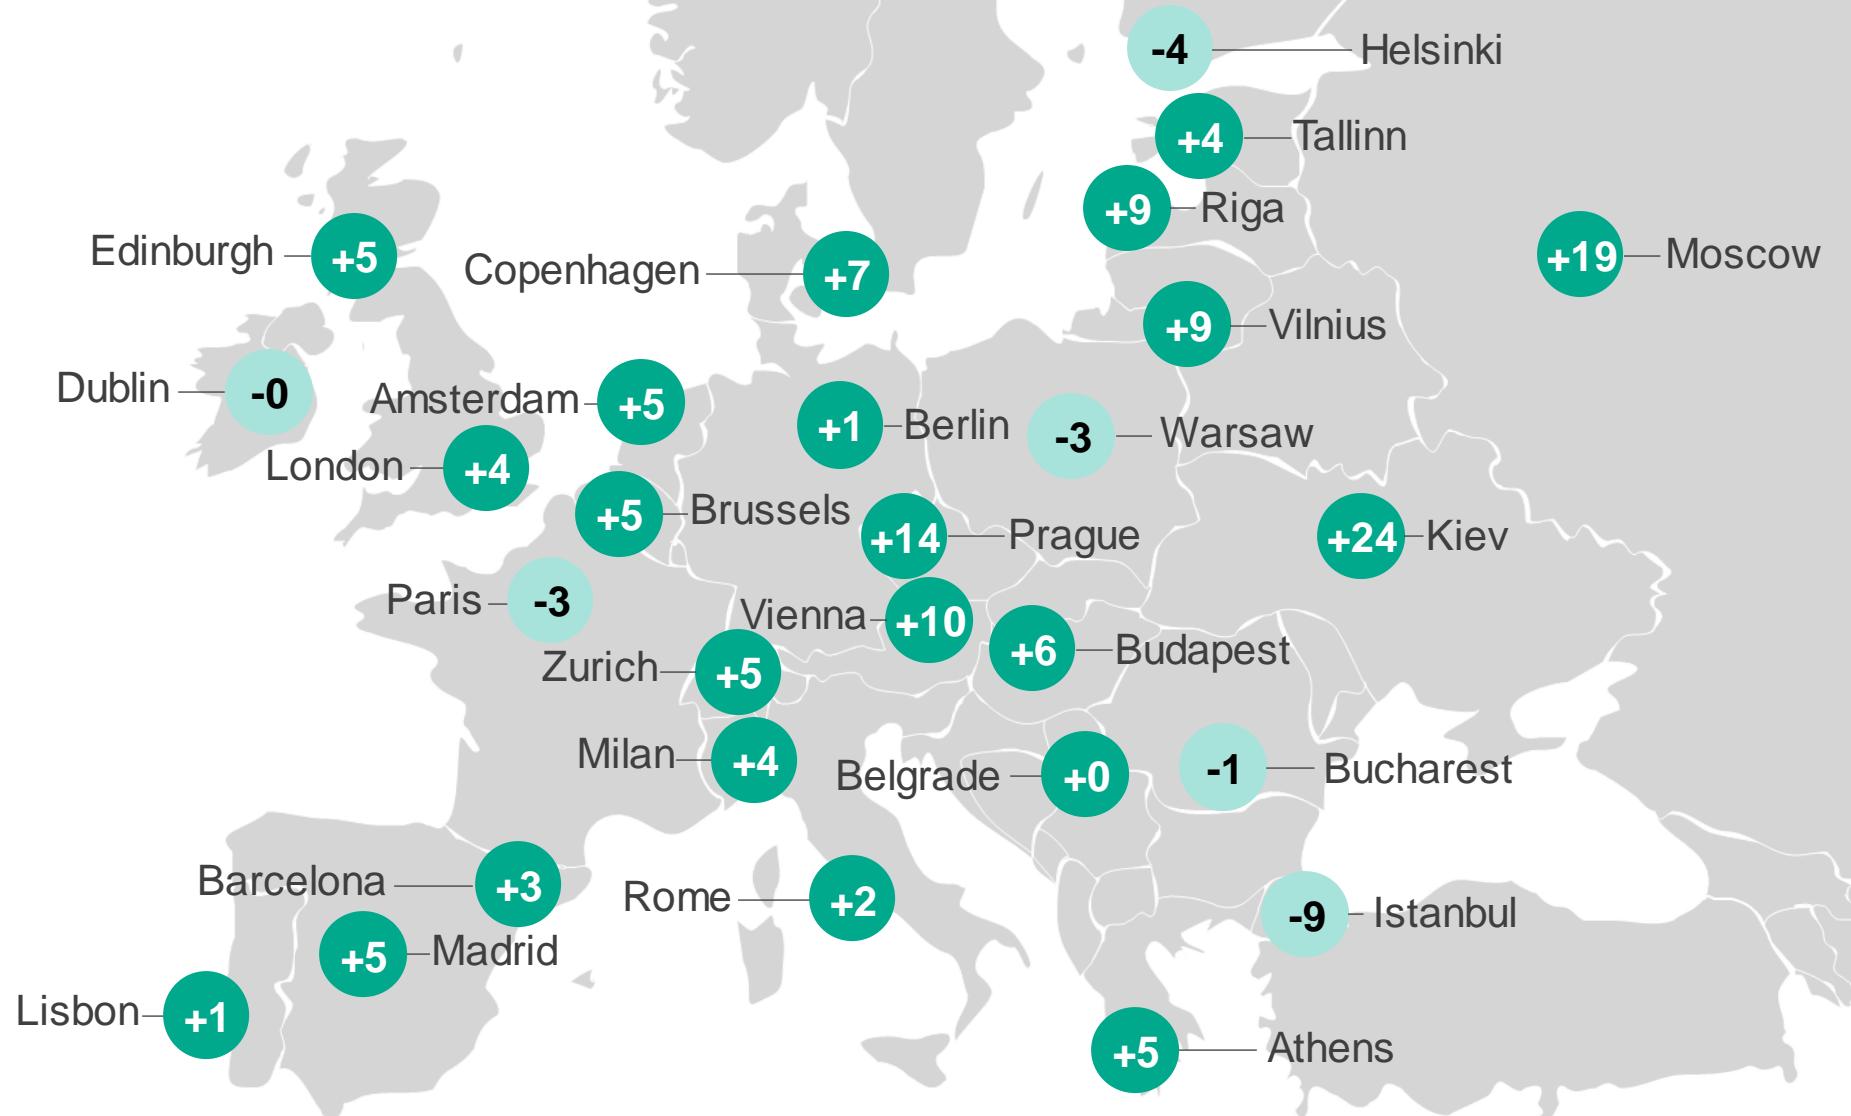 -4 Helsinki
+4 Tallinn
+9 Riga
Edinburgh +5
Copenhagen +7
+19 Moscow
+9 Vilnius
Dublin -0
Amsterdam +5
+1 Berlin
-3 Warsaw
London +4
+5 Brussels
+14 Prague
+24 Kiev
Paris -3
Vienna +10
+6 Budapest
Zurich +5
Milan +4
Belgrade +0
-1 Bucharest
Barcelona +3
Rome +2
-9 Istanbul
+5 Madrid
Lisbon +1
+5 Athens